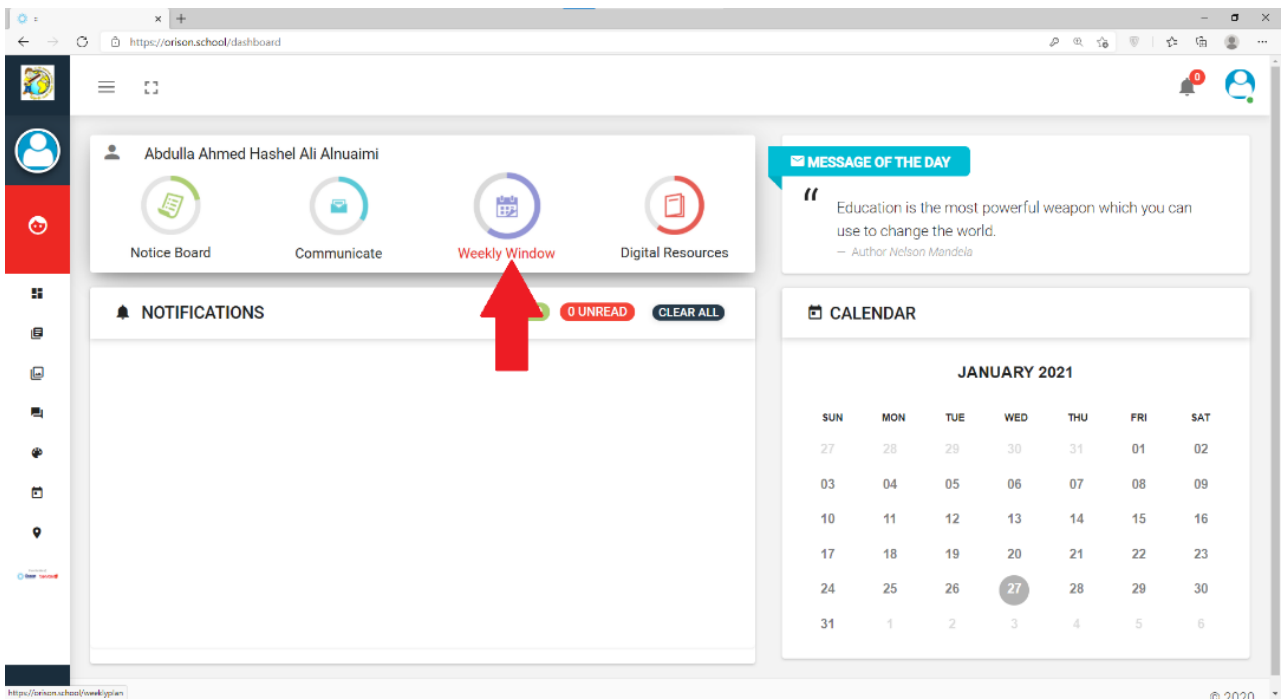 https://orison.school/dashboard
0
Abdulla Ahmed Hashel Ali Alnuaimi
Notice Board
Communicate
Weekly Window
Digital Resources
MESSAGE OF THE DAY
“
Education is the most powerful weapon which you can
use to change the world.
— Author Nelson Mandela
NOTIFICATIONS
0 UNREAD
CLEAR ALL
CALENDAR
JANUARY 2021
SUN MON TUE WED THU FRI SAT
27 28 29 30 31 01 02
03 04 05 06 07 08 09
10 11 12 13 14 15 16
17 18 19 20 21 22 23
24 25 26 27 28 29 30
31 1 2 3 4 5 6
https://orison.school/weeklyplan
© 2020